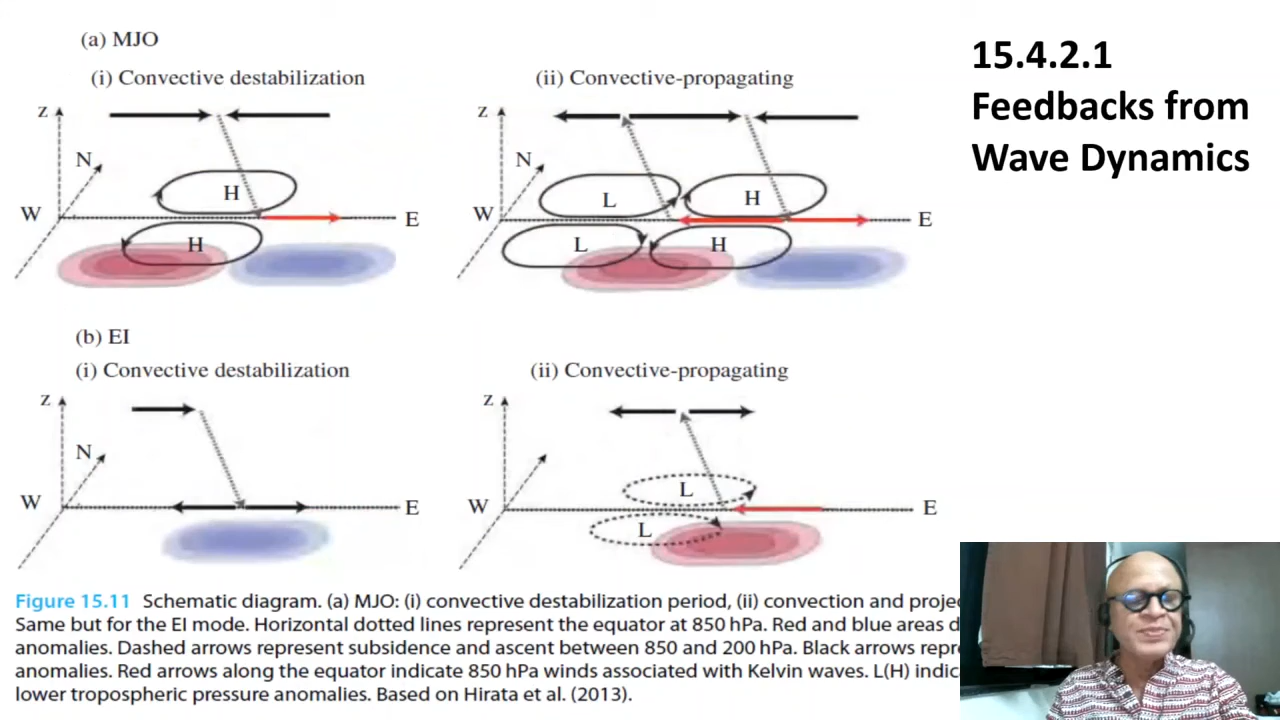 (a) MJO
(i) Convective destabilization
(ii) Convective-propagating
15.4.2.1
Feedbacks from
Wave Dynamics
Z
N
W
E
H
H
Z
N
W
E
L
H
L
H
(b) EI
(i) Convective destabilization
(ii) Convective-propagating
Z
N
W
E
Z
W
E
L
L
Figure 15.11 Schematic diagram. (a) MJO: (i) convective destabilization period, (ii) convection and
Same but for the EI mode. Horizontal dotted lines represent the equator at 850 hPa. Red and blue areas
anomalies. Dashed arrows represent subsidence and ascent between 850 and 200 hPa. Black arrows
anomalies. Red arrows along the equator indicate 850 hPa winds associated with Kelvin waves. L(H)
lower tropospheric pressure anomalies. Based on Hirata et al. (2013).